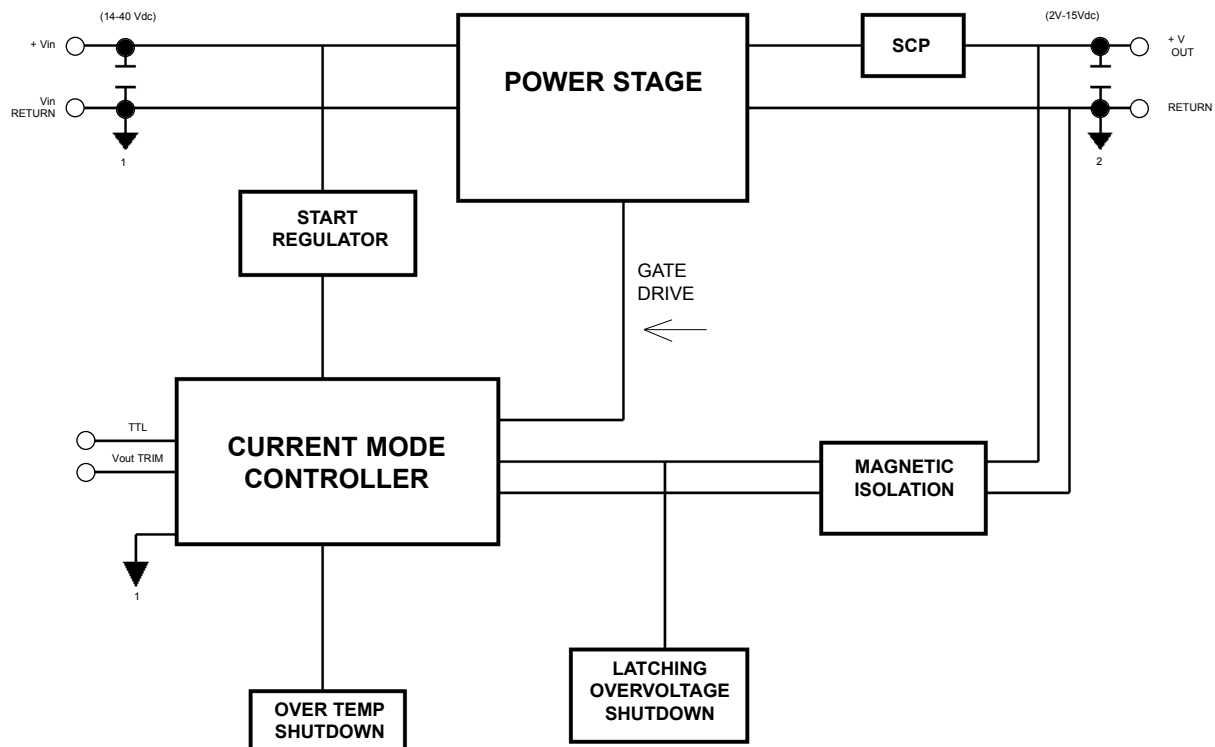 (14-40 Vdc)
(2V-15Vdc)
+ Vin
SCP
+ V
OUT
POWER STAGE
Vin
RETURN
RETURN
1
2
START
REGULATOR
GATE
DRIVE
TTL
Vout TRIM
CURRENT MODE
CONTROLLER
MAGNETIC
ISOLATION
1
LATCHING
OVERVOLTAGE
SHUTDOWN
OVER TEMP
SHUTDOWN